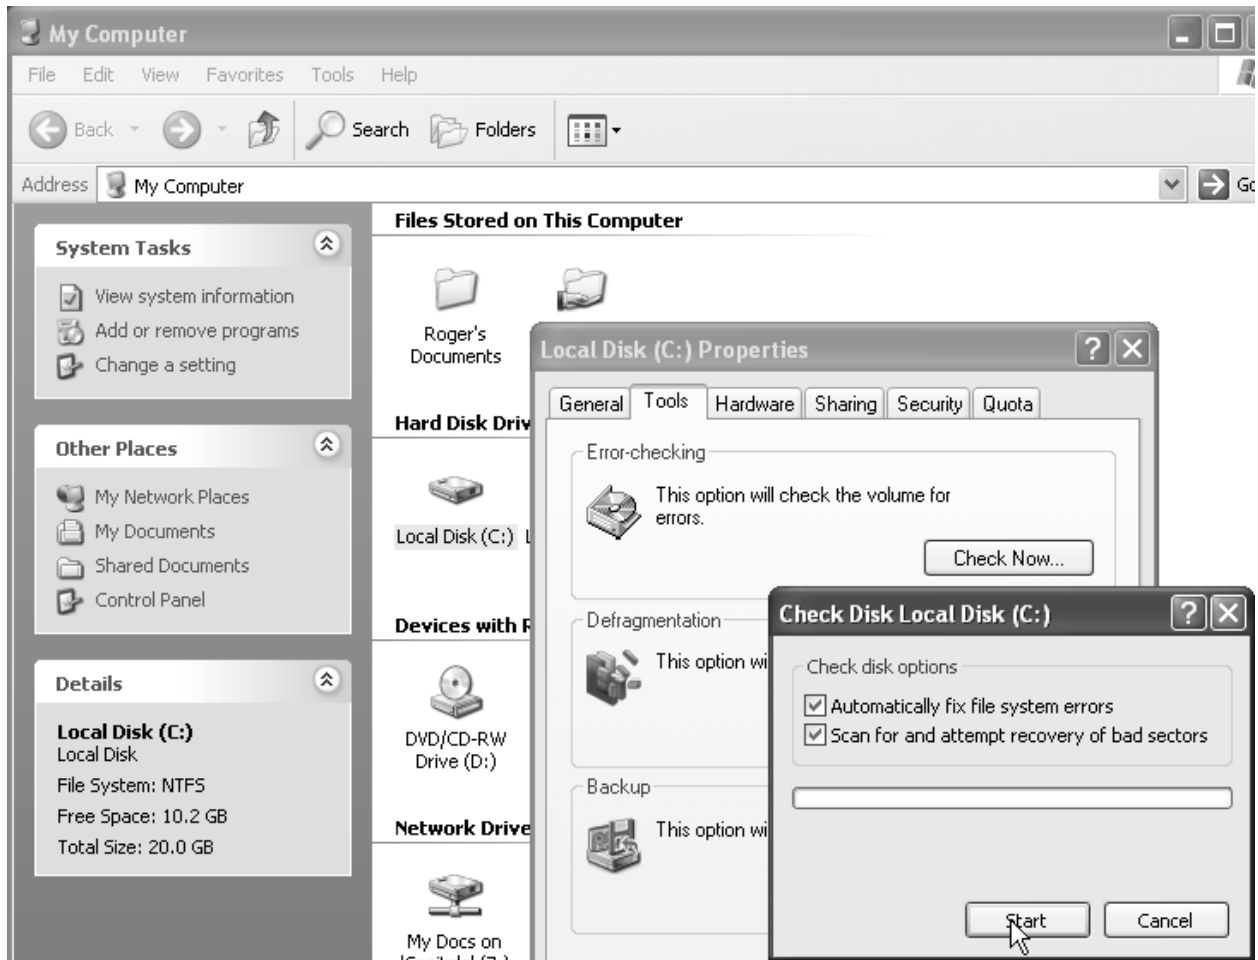 My Computer
File Edit View Favorites Tools Help
Back Search Folders
Address My Computer
System Tasks
View system information
Add or remove programs
Change a setting
Other Places
My Network Places
My Documents
Shared Documents
Control Panel
Details
Local Disk (C:)
Local Disk
File System: NTFS
Free Space: 10.2 GB
Total Size: 20.0 GB
Files Stored on This Computer
Roger's
Documents
Hard Disk Driv
Local Disk (C:)
Devices with R
DVD/CD-RW
Drive (D:)
Network Drive
My Docs on
Local Disk (C:) Properties
General Tools Hardware Sharing Security Quota
Error-checking
This option will check the volume for
errors.
Check Now...
Defragmentation
This option wi
Backup
This option wi
Check Disk Local Disk (C:)
Check disk options
Automatically fix file system errors
Scan for and attempt recovery of bad sectors
Start Cancel